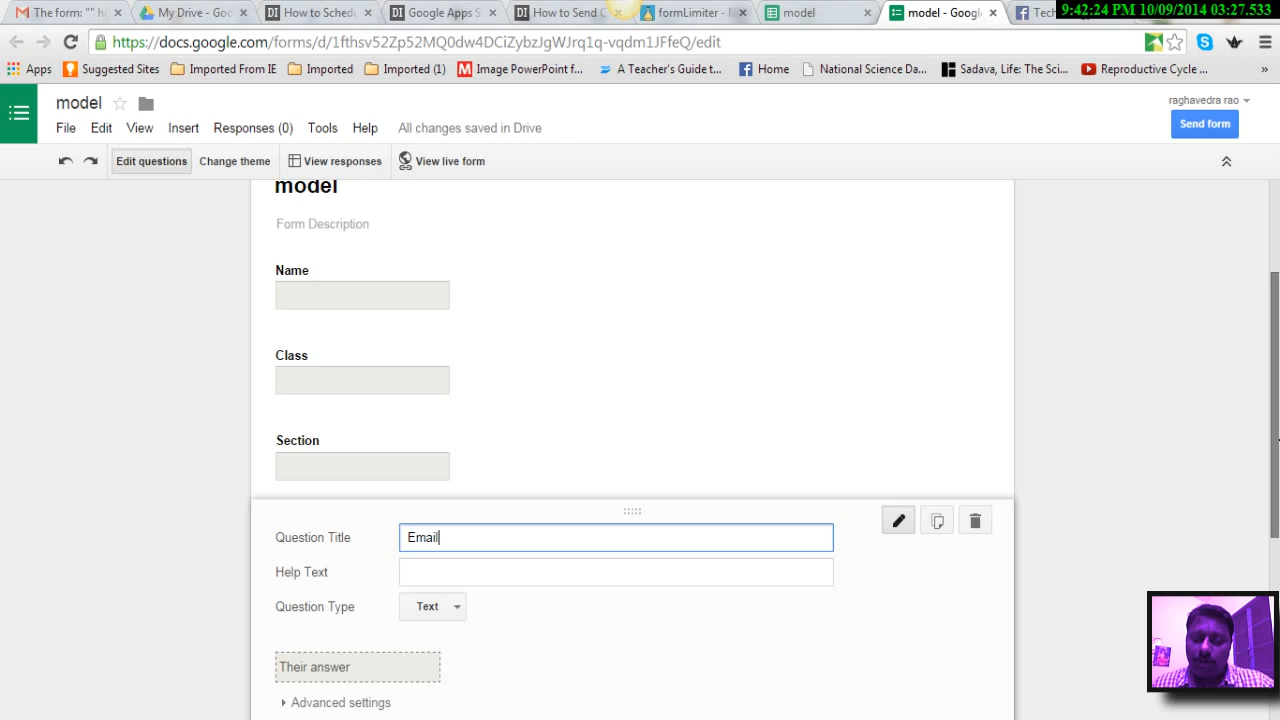 The form: "" h
My Drive - Goo
How to Sched
Google Apps S
How to Send C
formLimiter -
model
model - Google
Tech
9:42:24 PM 10/09/2014 03:27.533
https://docs.google.com/forms/d/1fthsv52Zp52MQ0dw4DCiZybzJgWJrq1q-vqdm1JFfeQ/edit
Apps
Suggested Sites
Imported From IE
Imported
Imported (1)
Image PowerPoint f...
A Teacher's Guide t...
Home
National Science Da...
Sadava, Life: The Sci...
Reproductive Cycle ...
»
model
raghavedra rao
File Edit View Insert Responses (0) Tools Help All changes saved in Drive
Send form
Edit questions Change theme View responses View live form
model
Form Description
Name
Class
Section
Question Title Email
Help Text
Question Type Text
Their answer
Advanced settings